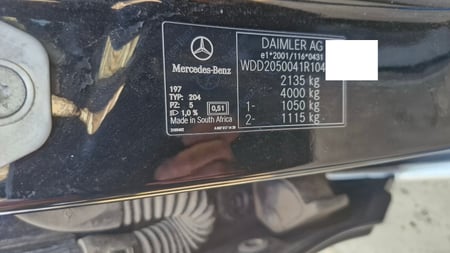 DAIMLER AG
e1*2001/116*0431
WDD2050041R104
Mercedes-Benz
2135 kg
4000 kg
1- 1050 kg
2- 1115 kg
197
TYP: 204
PZ: 5
1,0 % 0,51
Made in South Africa